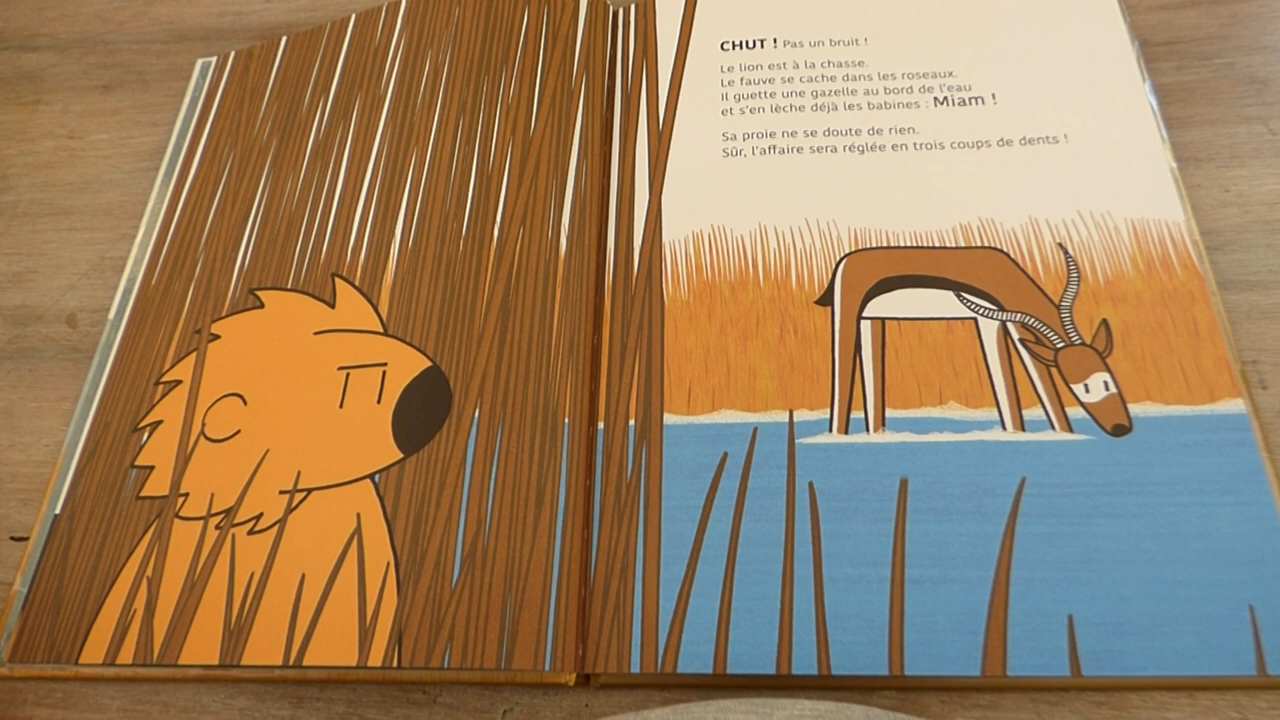 CHUT ! Pas un bruit !
Le lion est à la chasse.
Le fauve se cache dans les roseaux.
Il guette une gazelle au bord de l'eau
et s'en lèche déjà les babines : Miam !
Sa proie ne se doute de rien.
Sûr, l'affaire sera réglée en trois coups de dents !